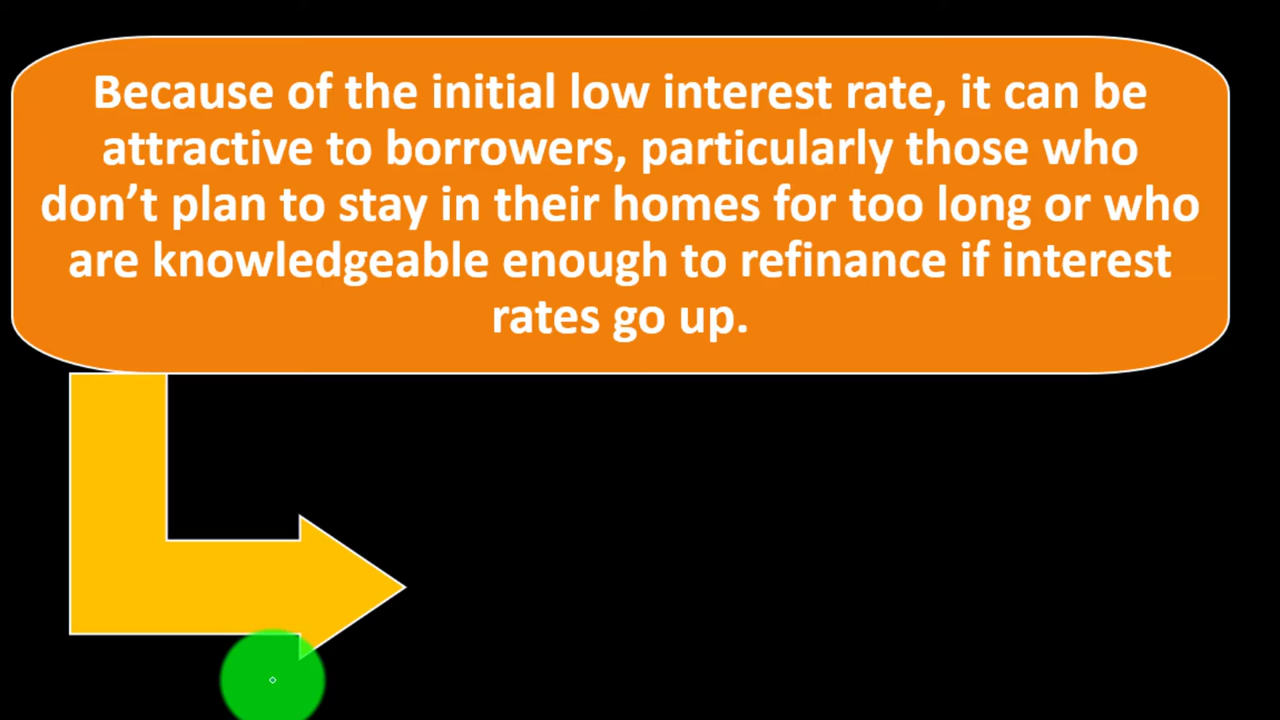 Because of the initial low interest rate, it can be
attractive to borrowers, particularly those who
don’t plan to stay in their homes for too long or who
are knowledgeable enough to refinance if interest
rates go up.